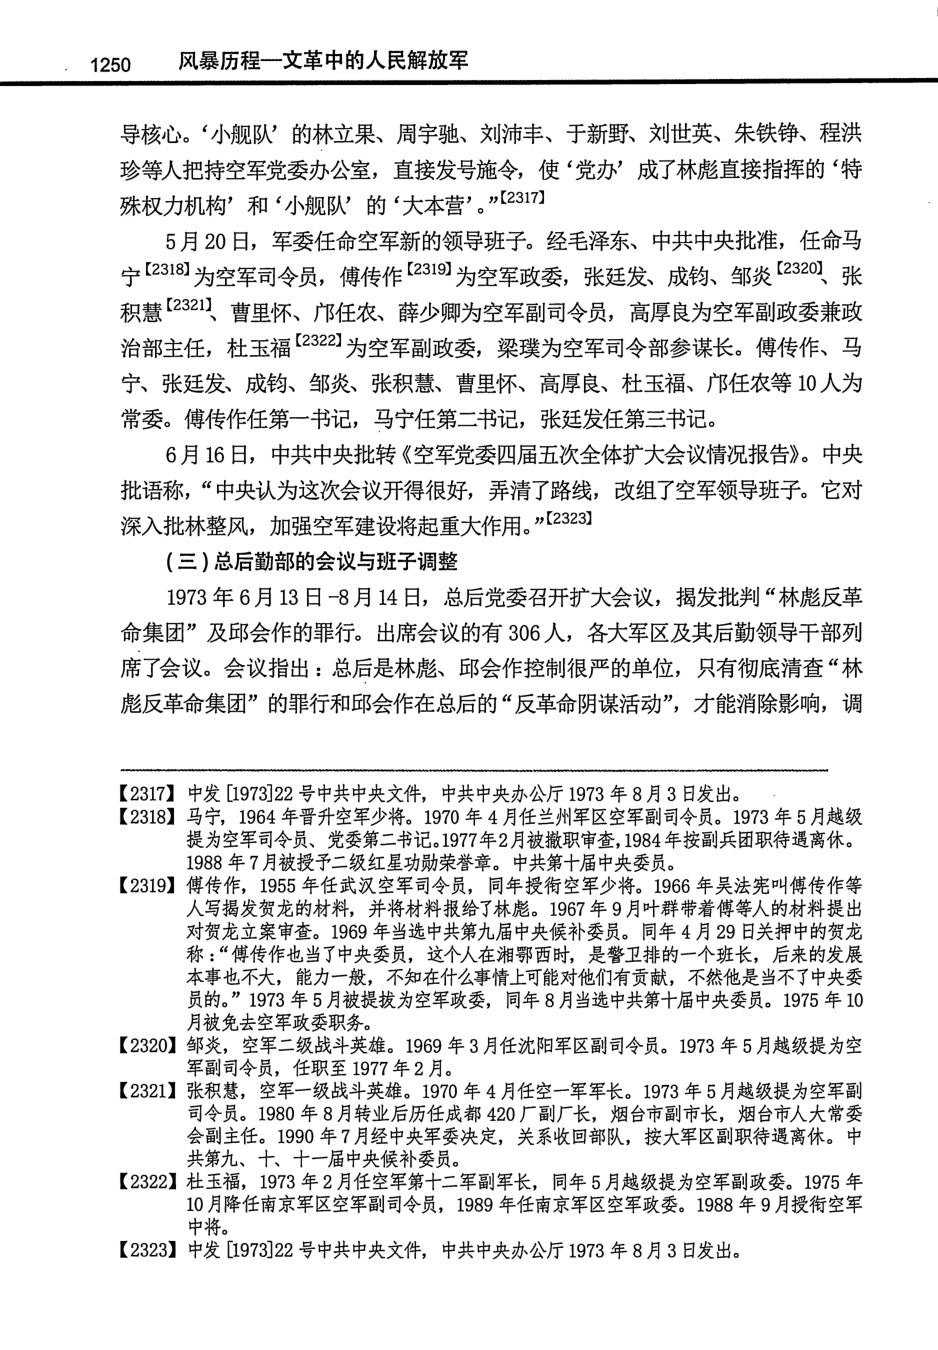 1250 风暴历程—文革中的人民解放军
导核心。‘小舰队’的林立果、周宇驰、刘沛丰、于新野、刘世英、朱铁铮、程洪
珍等人把持空军党委办公室，直接发号施令，使‘党办’成了林彪直接指挥的‘特
殊权力机构’和‘小舰队’的‘大本营’。”【2317】
5月20日，军委任命空军新的领导班子。经毛泽东、中共中央批准，任命马
宁【2318】为空军司令员，傅传作【2319】为空军政委，张廷发、成钧、邹炎【2320】、张
积慧【2321】、曹里怀、邝任农、薛少卿为空军副司令员，高厚良为空军副政委兼政
治部主任，杜玉福【2322】为空军副政委，梁璞为空军司令部参谋长。傅传作、马
宁、张廷发、成钧、邹炎、张积慧、曹里怀、高厚良、杜玉福、邝任农等10人为
常委。傅传作任第一书记，马宁任第二书记，张廷发任第三书记。
6月16日，中共中央批转《空军党委四届五次全体扩大会议情况报告》。中央
批语称，“中央认为这次会议开得很好，弄清了路线，改组了空军领导班子。它对
深入批林整风，加强空军建设将起重大作用。”【2323】
(三)总后勤部的会议与班子调整
1973年6月13日-8月14日，总后党委召开扩大会议，揭发批判“林彪反革
命集团”及邱会作的罪行。出席会议的有306人，各大军区及其后勤领导干部列
席了会议。会议指出：总后是林彪、邱会作控制很严的单位，只有彻底清查“林
彪反革命集团”的罪行和邱会作在总后的“反革命阴谋活动”，才能消除影响，调
【2317】中发[1973]22号中共中央文件，中共中央办公厅1973年8月3日发出。
【2318】马宁，1964年晋升空军少将。1970年4月任兰州军区空军副司令员。1973年5月越级
提为空军司令员、党委第二书记。1977年2月被撤职审查，1984年按副兵团职待遇离休。
1988年7月被授予二级红星功勋荣誉章。中共第十届中央委员。
【2319】傅传作，1955年任武汉空军司令员，同年授衔空军少将。1966年吴法宪叫傅传作等
人写揭发贺龙的材料，并将材料报给了林彪。1967年9月叶群带着傅等人的材料提出
对贺龙立案审查。1969年当选中共第九届中央候补委员。同年4月29日关押中的贺龙
称：“傅传作也当了中央委员，这个人在湘鄂西时，是警卫排的一个班长，后来的发展
本事也不大，能力一般，不知在什么事情上可能对他们有贡献，不然他是当不了中央委
员的。”1973年5月被提拔为空军政委，同年8月当选中共第十届中央委员。1975年10
月被免去空军政委职务。
【2320】邹炎，空军二级战斗英雄。1969年3月任沈阳军区副司令员。1973年5月越级提为空
军副司令员，任职至1977年2月。
【2321】张积慧，空军一级战斗英雄。1970年4月任空一军军长。1973年5月越级提为空军副
司令员。1980年8月转业后历任成都420厂副厂长，烟台市副市长，烟台市人大常委
会副主任。1990年7月经中央军委决定，关系收回部队，按大军区副职待遇离休。中
共第九、十、十一届中央候补委员。
【2322】杜玉福，1973年2月任空军第十二军副军长，同年5月越级提为空军副政委。1975年
10月降任南京军区空军副司令员，1989年任南京军区空军政委。1988年9月授衔空军
中将。
【2323】中发[1973]22号中共中央文件，中共中央办公厅1973年8月3日发出。